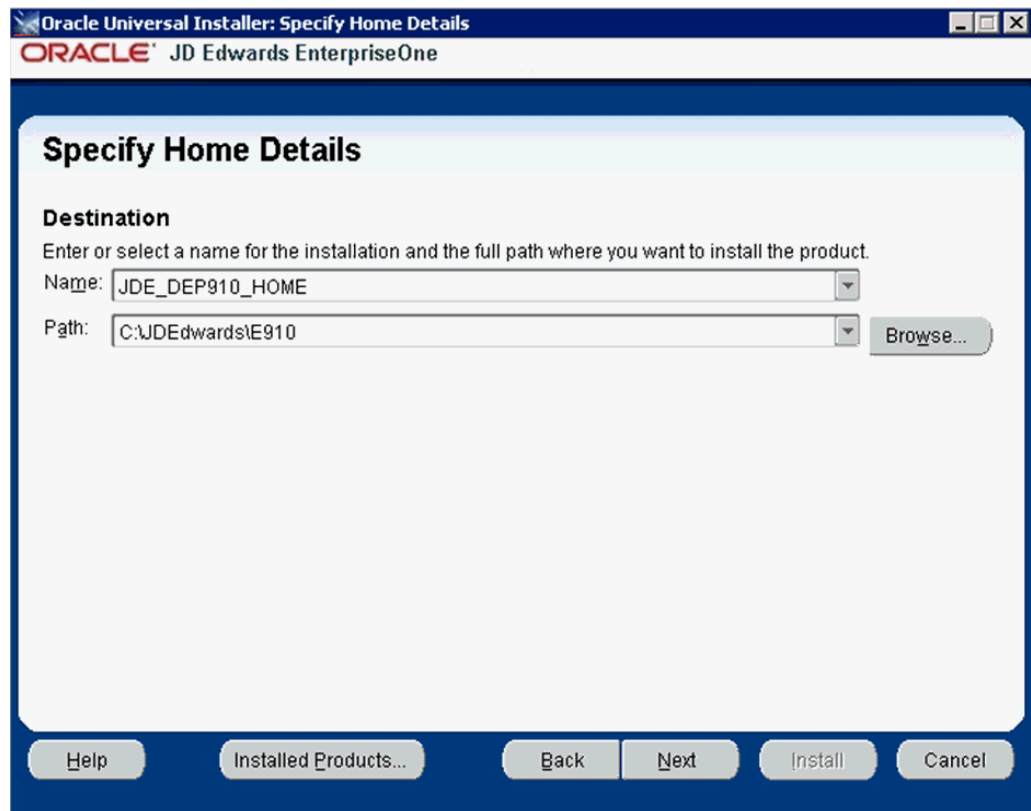 Oracle Universal Installer: Specify Home Details
ORACLE JD Edwards EnterpriseOne
Specify Home Details
Destination
Enter or select a name for the installation and the full path where you want to install the product.
Name: JDE_DEP910_HOME
Path: C:\JDEdwards\E910 Browse...
Help Installed Products... Back Next Install Cancel